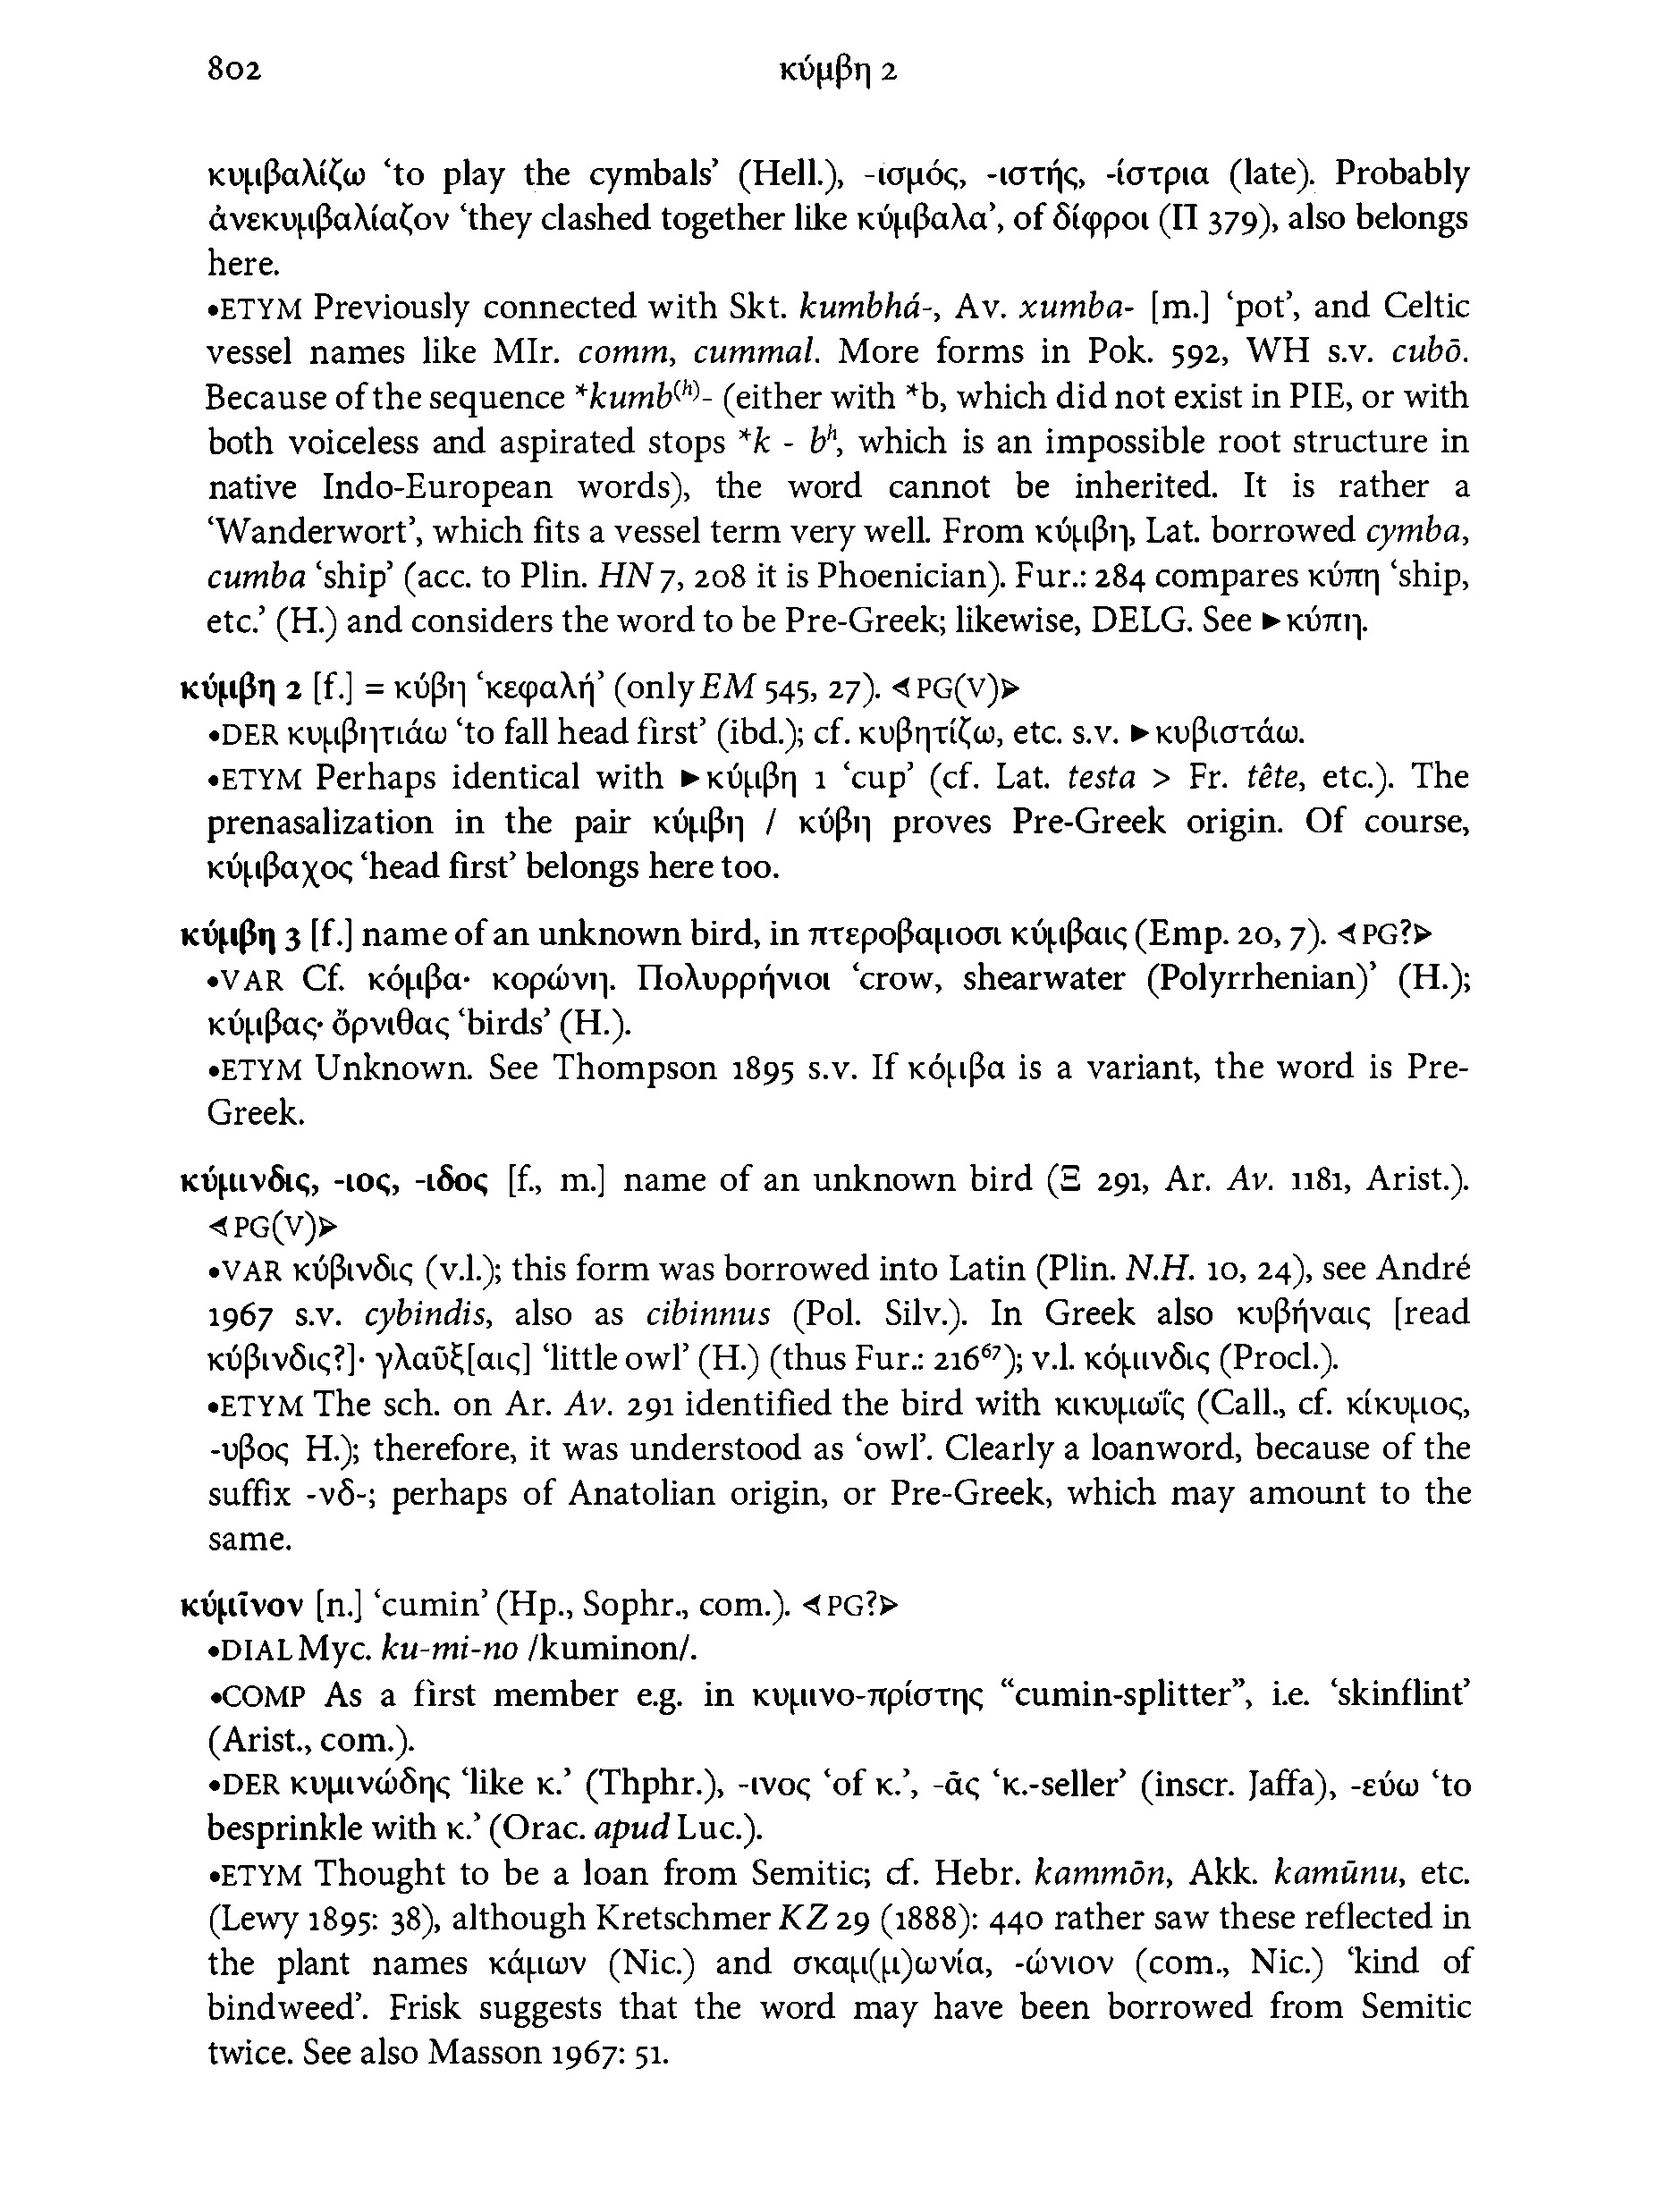 802 κύμβη 2
κυμβαλίζω ‘to play the cymbals’ (Hell.), -ισμός, -ιστής, -ίστρια (late). Probably
ἀνεκυμβαλίαζον ‘they clashed together like κύμβαλα’, of δίφροι (Π 379), also belongs
here.
•ETYM Previously connected with Skt. kumbhá-, Av. xumba- [m.] ‘pot’, and Celtic
vessel names like MIr. comm, cummal. More forms in Pok. 592, WH s.v. cubō.
Because of the sequence *kumb⁽ʰ⁾- (either with *b, which did not exist in PIE, or with
both voiceless and aspirated stops *k - bʰ, which is an impossible root structure in
native Indo-European words), the word cannot be inherited. It is rather a
‘Wanderwort’, which fits a vessel term very well. From κύμβη, Lat. borrowed cymba,
cumba ‘ship’ (acc. to Plin. HN 7, 208 it is Phoenician). Fur.: 284 compares κύπη ‘ship,
etc.’ (H.) and considers the word to be Pre-Greek; likewise, DELG. See ►κύπη.
κύμβη 2 [f.] = κύβη ‘κεφαλή’ (only EM 545, 27). ⊲PG(V)⊳
•DER κυμβητιάω ‘to fall head first’ (ibd.); cf. κυβητίζω, etc. s.v. ►κυβιστάω.
•ETYM Perhaps identical with ►κύμβη 1 ‘cup’ (cf. Lat. testa > Fr. tête, etc.). The
prenasalization in the pair κύμβη / κύβη proves Pre-Greek origin. Of course,
κύμβαχος ‘head first’ belongs here too.
κύμβη 3 [f.] name of an unknown bird, in πτεροβαμοσι κύμβαις (Emp. 20, 7). ⊲PG?⊳
•VAR Cf. κόμβα· κορώνη. Πολυρρήνιοι ‘crow, shearwater (Polyrrhenian)’ (H.);
κύμβας· ὄρνιθας ‘birds’ (H.).
•ETYM Unknown. See Thompson 1895 s.v. If κόμβα is a variant, the word is Pre-
Greek.
κύμινδις, -ιος, -ιδος [f., m.] name of an unknown bird (Ξ 291, Ar. Av. 1181, Arist.).
⊲PG(V)⊳
•VAR κύβινδις (v.l.); this form was borrowed into Latin (Plin. N.H. 10, 24), see André
1967 s.v. cybindis, also as cibinnus (Pol. Silv.). In Greek also κυβήναις [read
κύβινδις?]· γλαῦξ[αις] ‘little owl’ (H.) (thus Fur.: 216⁶⁷); v.l. κόμινδις (Procl.).
•ETYM The sch. on Ar. Av. 291 identified the bird with κικυμωΐς (Call., cf. κίκυμος,
-υβος H.); therefore, it was understood as ‘owl’. Clearly a loanword, because of the
suffix -νδ-; perhaps of Anatolian origin, or Pre-Greek, which may amount to the
same.
κύμῑνον [n.] ‘cumin’ (Hp., Sophr., com.). ⊲PG?⊳
•DIAL Myc. ku-mi-no /kuminon/.
•COMP As a first member e.g. in κυμινο-πρίστης “cumin-splitter”, i.e. ‘skinflint’
(Arist., com.).
•DER κυμινώδης ‘like κ.’ (Thphr.), -ινος ‘of κ.’, -ᾶς ‘κ.-seller’ (inscr. Jaffa), -εύω ‘to
besprinkle with κ.’ (Orac. apud Luc.).
•ETYM Thought to be a loan from Semitic; cf. Hebr. kammōn, Akk. kamūnu, etc.
(Lewy 1895: 38), although Kretschmer KZ 29 (1888): 440 rather saw these reflected in
the plant names κάμων (Nic.) and σκαμ(μ)ωνία, -ώνιον (com., Nic.) ‘kind of
bindweed’. Frisk suggests that the word may have been borrowed from Semitic
twice. See also Masson 1967: 51.